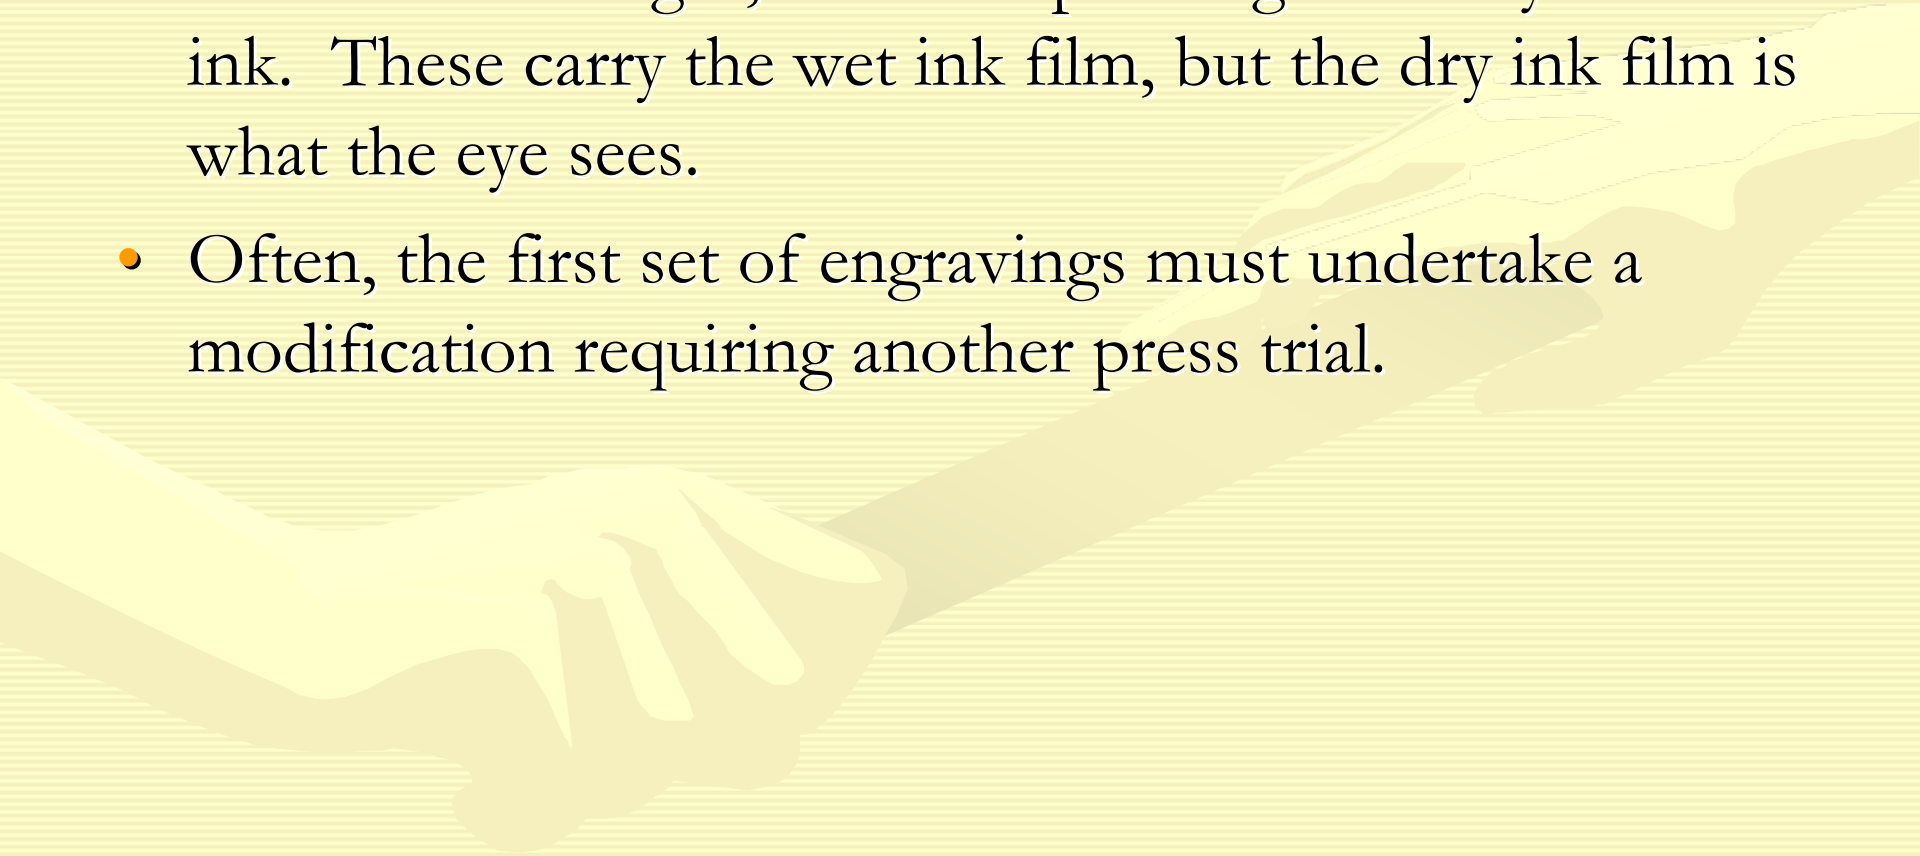 ink.  These carry the wet ink film, but the dry ink film is
what the eye sees.
• Often, the first set of engravings must undertake a
modification requiring another press trial.